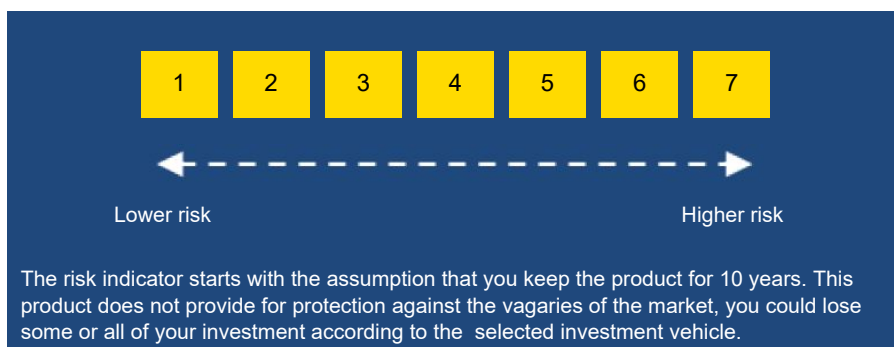 1 2 3 4 5 6 7
Lower risk Higher risk
The risk indicator starts with the assumption that you keep the product for 10 years. This
product does not provide for protection against the vagaries of the market, you could lose
some or all of your investment according to the  selected investment vehicle.